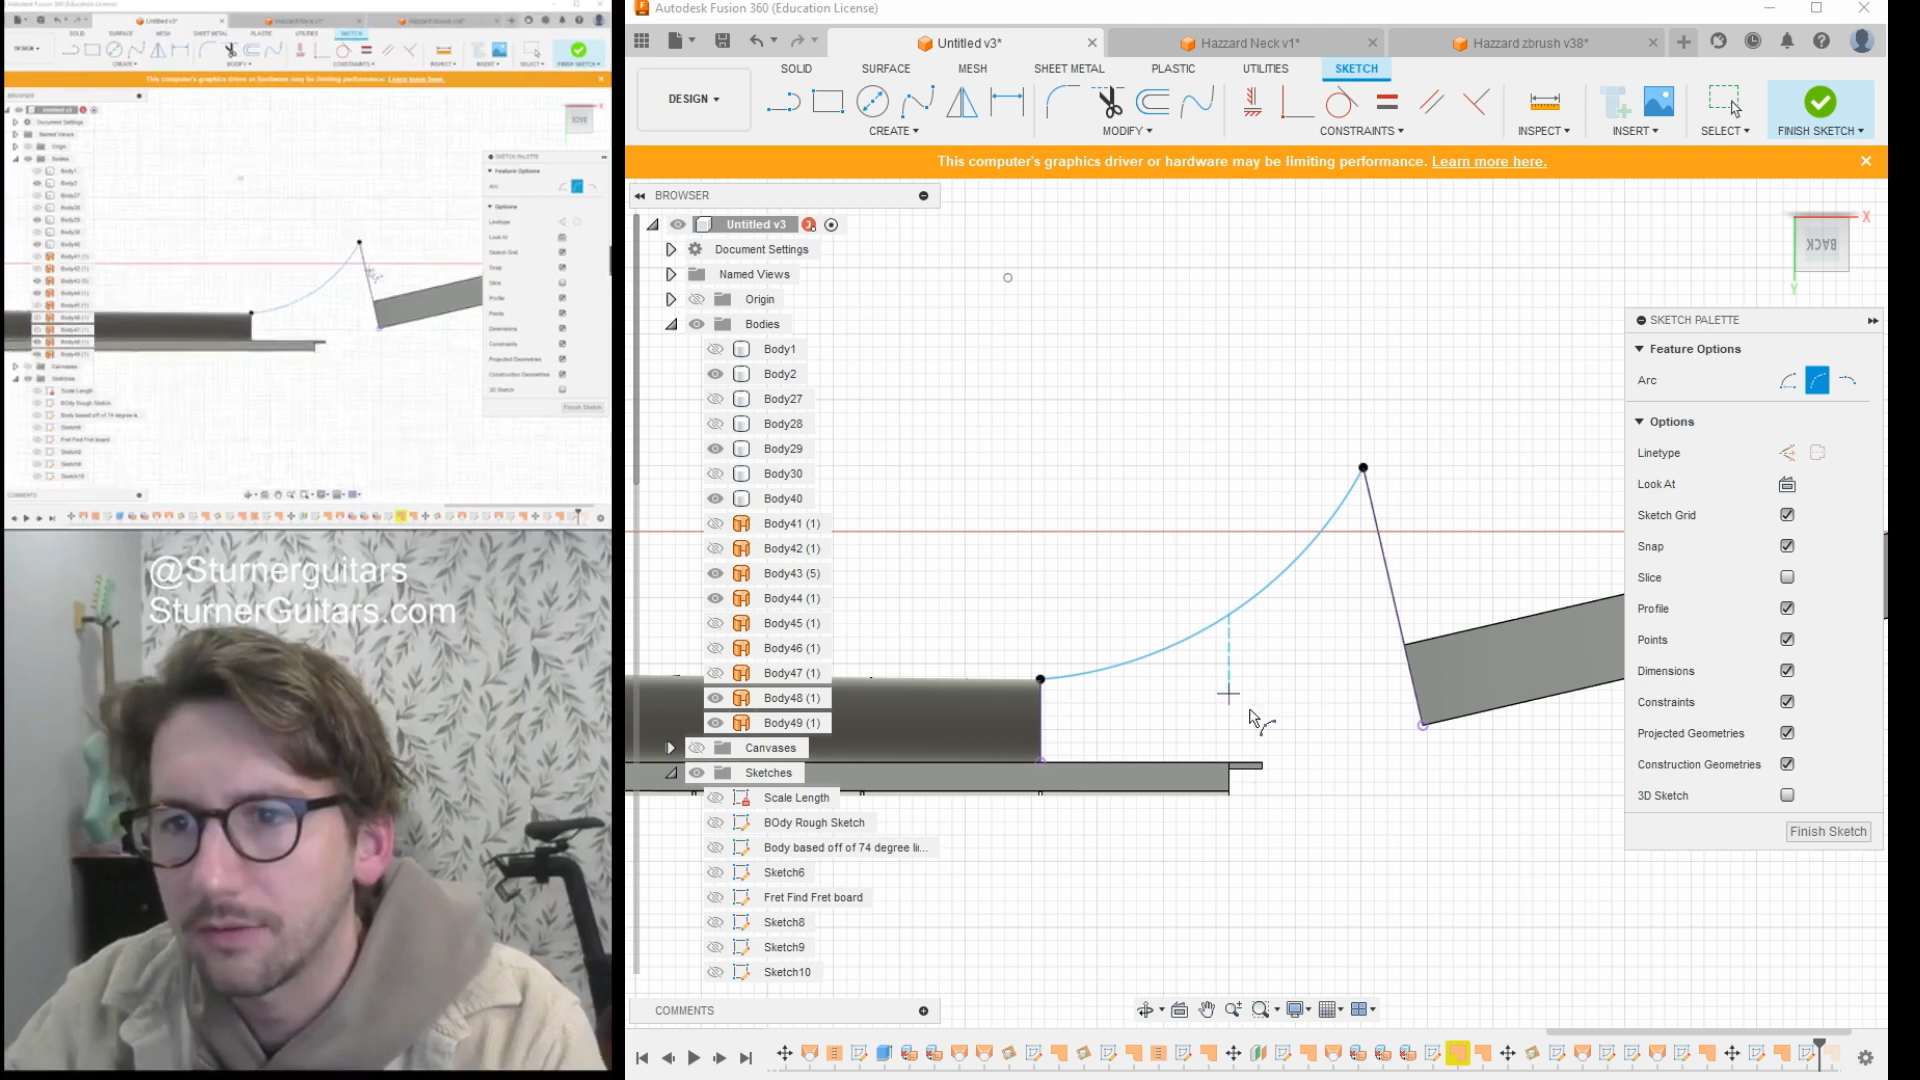 Autodesk Fusion 360 (Education License)
Untitled v3*
Hazzard Neck v1*
Hazzard zbrush v38*
SOLID
SURFACE
MESH
SHEET METAL
PLASTIC
UTILITIES
SKETCH
DESIGN
CREATE
MODIFY
CONSTRAINTS
INSPECT
INSERT
SELECT
FINISH SKETCH
This computer's graphics driver or hardware may be limiting performance. Learn more here.
BROWSER
Untitled v3
Document Settings
Named Views
Origin
Bodies
Body1
Body2
Body27
Body28
Body29
Body30
Body40
Body41 (1)
Body42 (1)
Body43 (5)
Body44 (1)
Body45 (1)
Body46 (1)
Body47 (1)
Body48 (1)
Body49 (1)
Canvases
Sketches
Scale Length
BOdy Rough Sketch
Body based off of 74 degree li...
Sketch6
Fret Find Fret board
Sketch8
Sketch9
Sketch10
COMMENTS
X
BACK
Y
SKETCH PALETTE
Feature Options
Arc
Options
Linetype
Look At
Sketch Grid
Snap
Slice
Profile
Points
Dimensions
Constraints
Projected Geometries
Construction Geometries
3D Sketch
Finish Sketch
@Sturnerguitars
SturnerGuitars.com